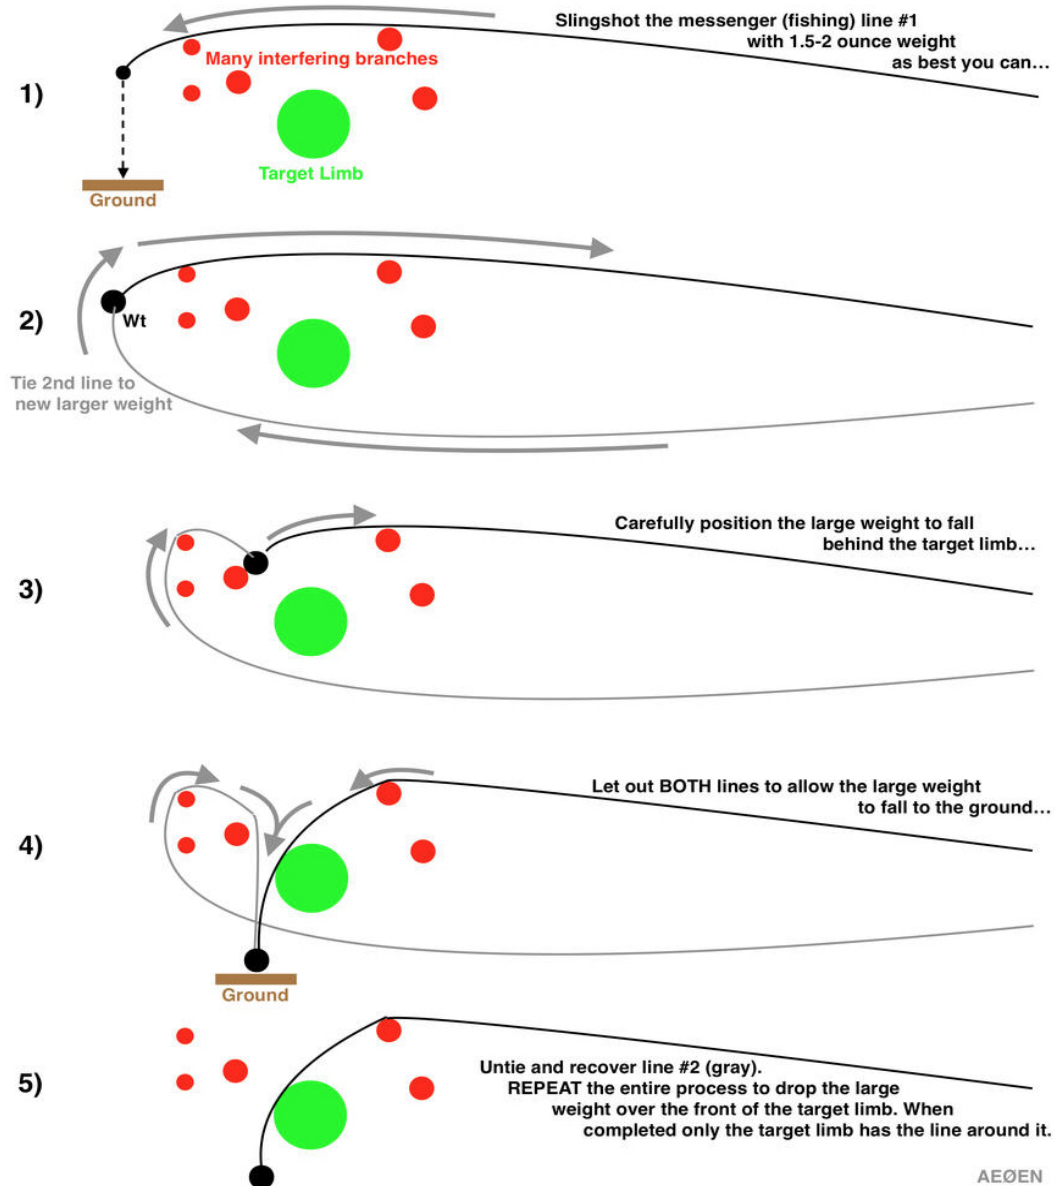 Slingshot the messenger (fishing) line #1
with 1.5-2 ounce weight
as best you can...
Many interfering branches
1)
Target Limb
Ground
2)
Wt
Tie 2nd line to
new larger weight
Carefully position the large weight to fall
behind the target limb...
3)
Let out BOTH lines to allow the large weight
to fall to the ground...
4)
Ground
5)
Untie and recover line #2 (gray).
REPEAT the entire process to drop the large
weight over the front of the target limb. When
completed only the target limb has the line around it.
AEØEN